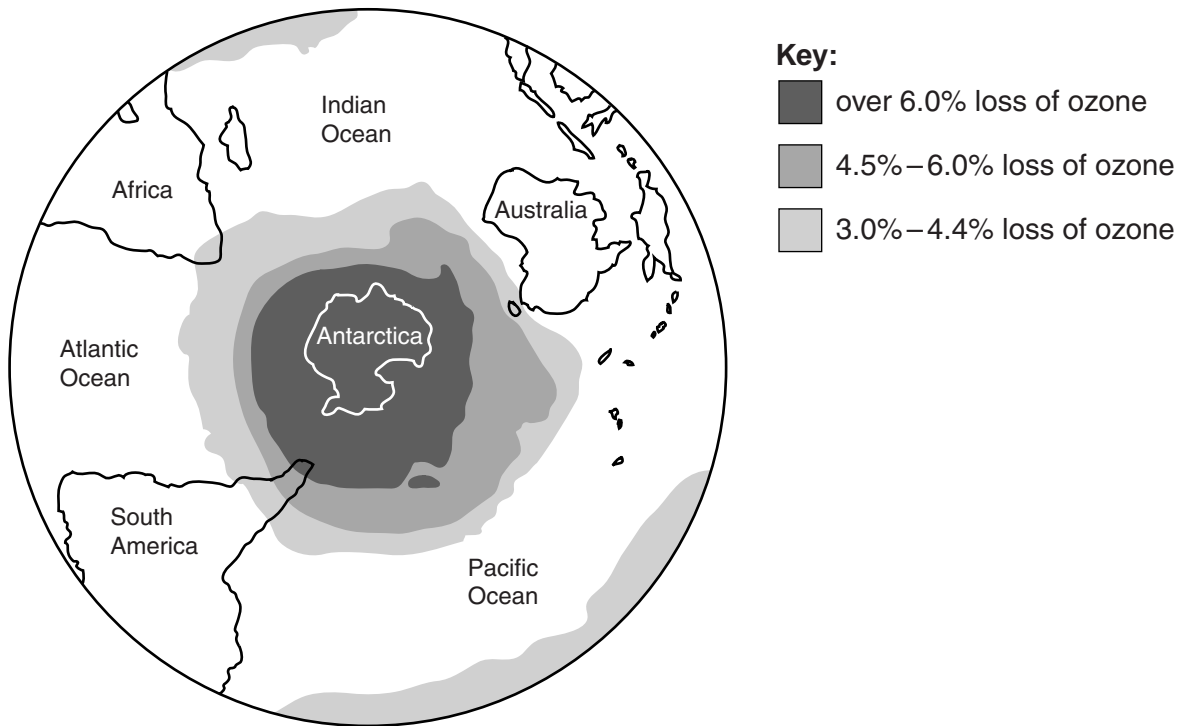 Indian
Ocean
Africa
Australia
Antarctica
Atlantic
Ocean
South
America
Pacific
Ocean
Key:
over 6.0% loss of ozone
4.5%–6.0% loss of ozone
3.0%–4.4% loss of ozone